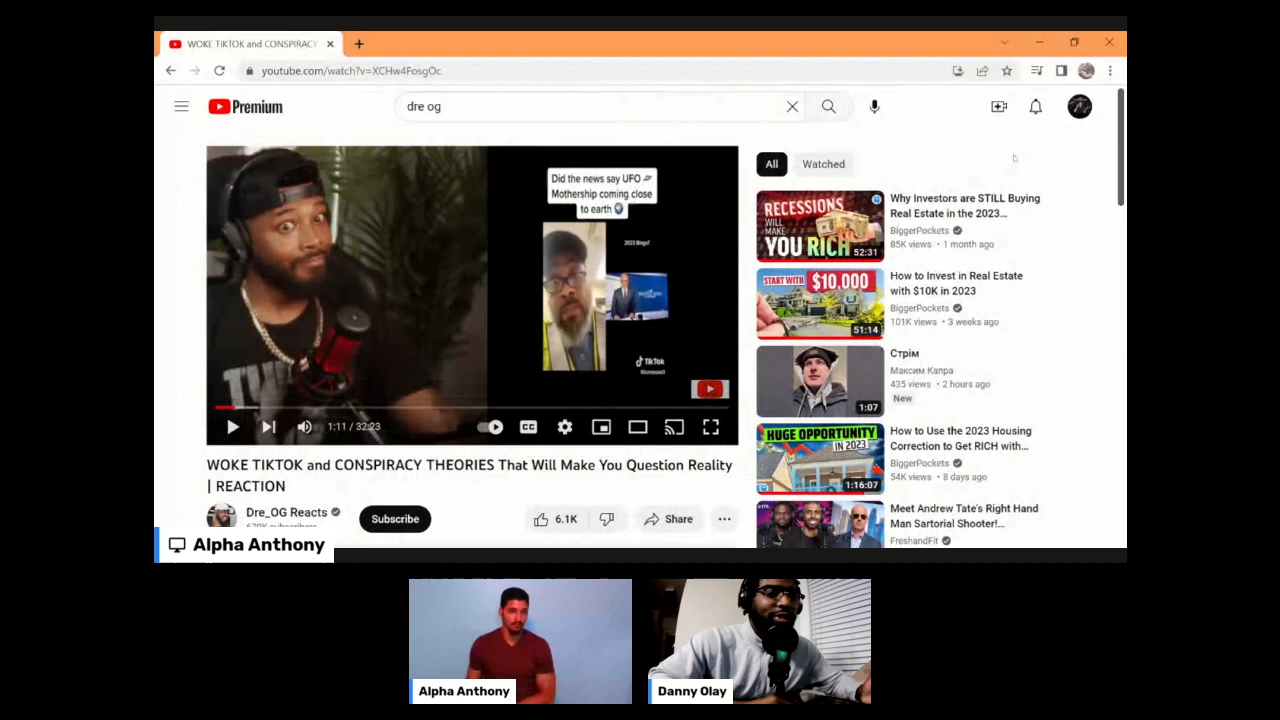 WOKE TIKTOK and CONSPIRACY
youtube.com/watch?v=XCHw4FosgOc
Premium
dre og
Did the news say UFO
Mothership coming close
to earth
2023 Bingo?
TikTok
1:11 / 32:23
CC
WOKE TIKTOK and CONSPIRACY THEORIES That Will Make You Question Reality
| REACTION
Dre_OG Reacts
Subscribe
6.1K
Share
All
Watched
RECESSIONS
WILL
MAKE
YOU RICH
52:31
Why Investors are STILL Buying
Real Estate in the 2023...
BiggerPockets
85K views • 1 month ago
START WITH $10,000
51:14
How to Invest in Real Estate
with $10K in 2023
BiggerPockets
101K views • 3 weeks ago
1:07
Стрім
Максим Капра
435 views • 2 hours ago
New
HUGE OPPORTUNITY
IN 2023
1:16:07
How to Use the 2023 Housing
Correction to Get RICH with...
BiggerPockets
54K views • 8 days ago
Meet Andrew Tate's Right Hand
Man Sartorial Shooter!...
FreshandFit
Alpha Anthony
Alpha Anthony
Danny Olay